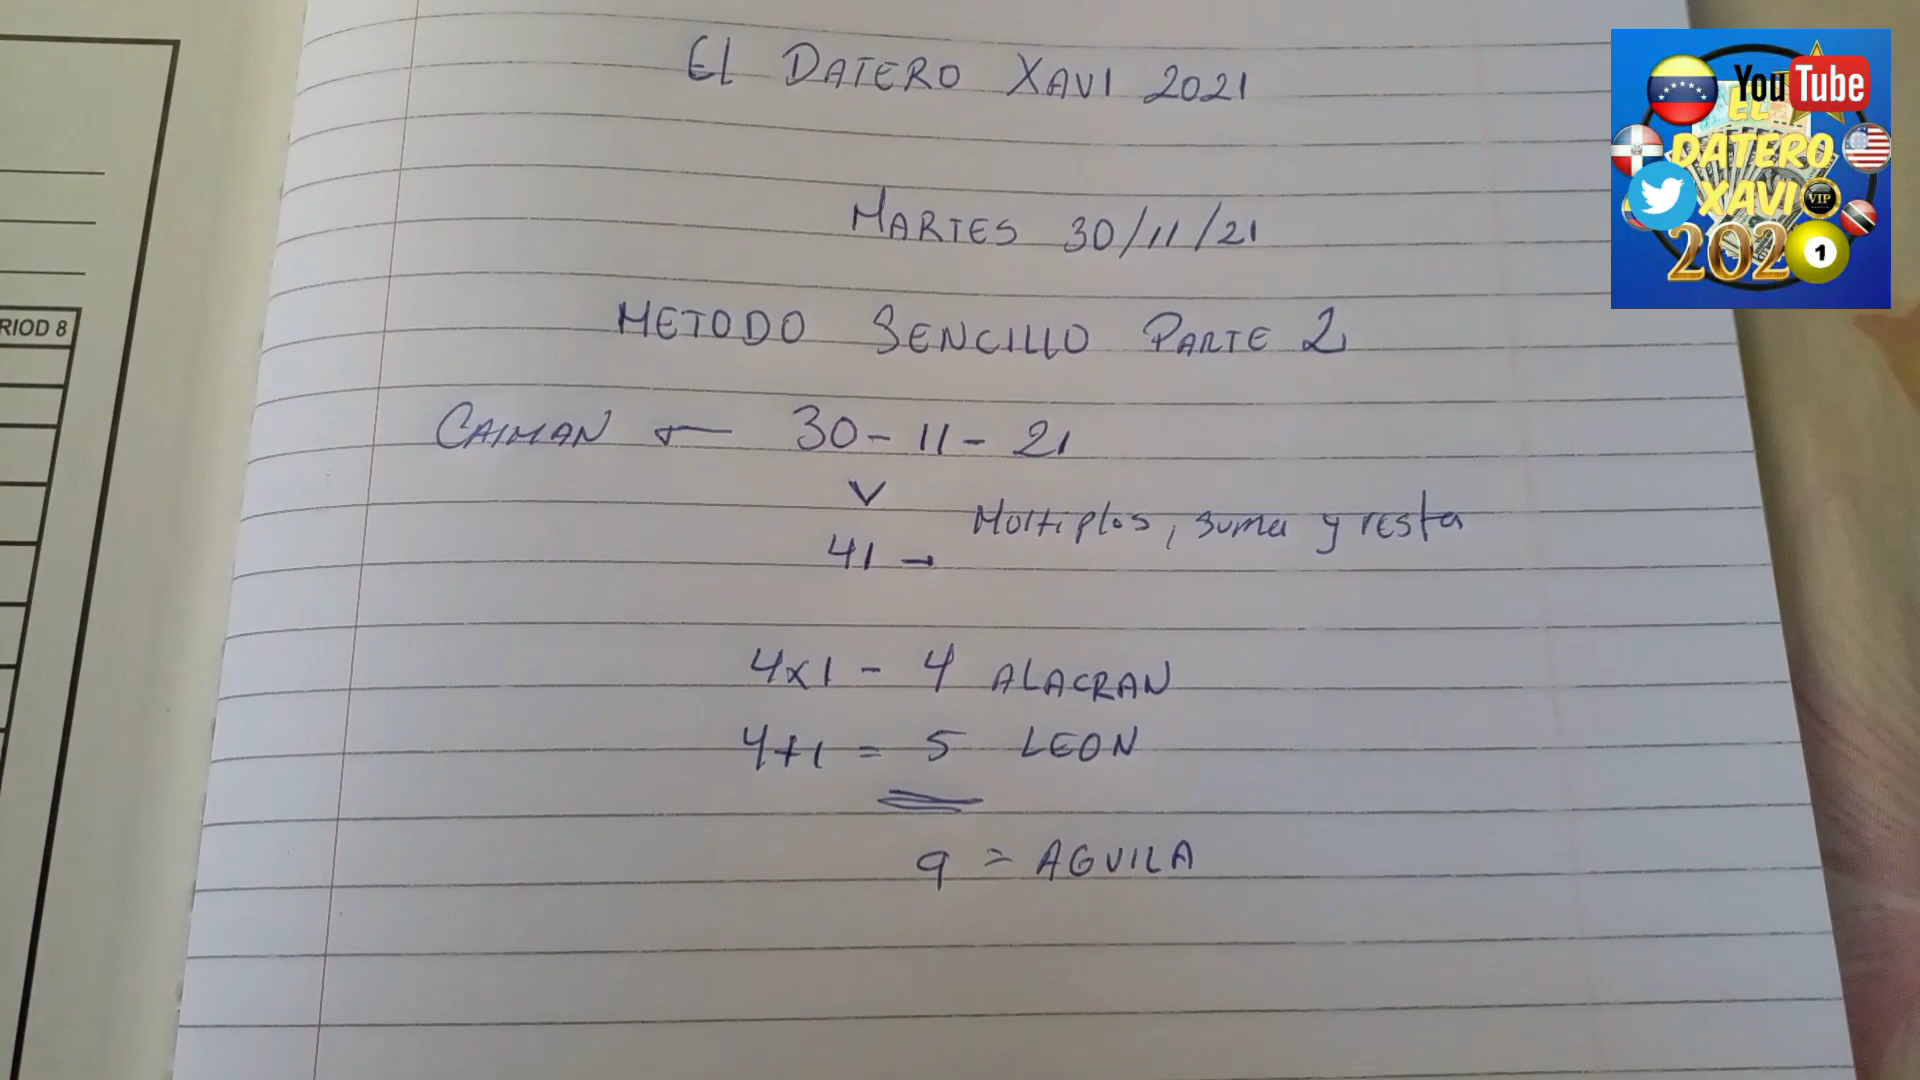 EL DATERO XAVI 2021
MARTES 30/11/21
METODO SENCILLO PARTE 2
CAIMAN ← 30-11-21
41 → Multiplos, suma y resta
4x1 - 4 ALACRAN
4+1 = 5 LEON
9 = AGUILA
RIOD 8
YouTube
EL
DATERO
XAVI
VIP
202
1